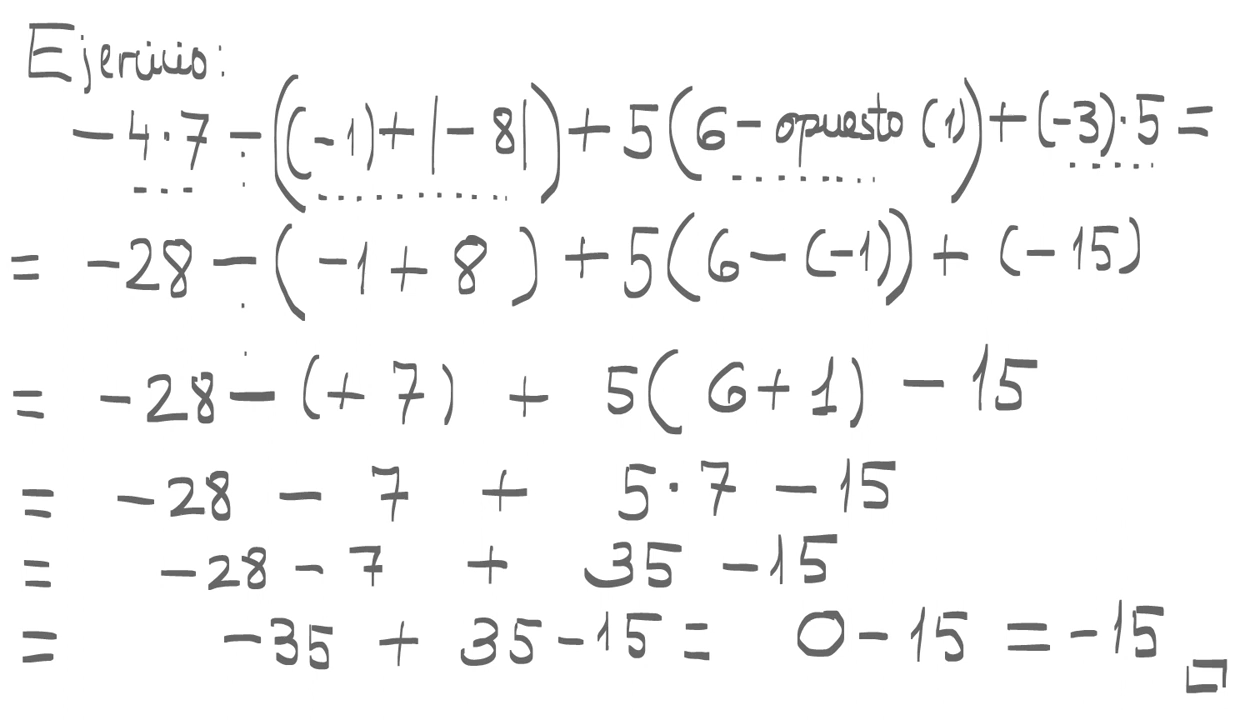 Ejercicio:
- 4·7 - ((-1)+|-8|) + 5(6 - opuesto (1)) + (-3)·5 =
= -28 - (-1 + 8) + 5(6 - (-1)) + (-15)
= -28 - (+7) + 5(6+1) - 15
= -28 - 7 + 5·7 - 15
= -28 - 7 + 35 - 15
= -35 + 35 - 15 = 0 - 15 = -15